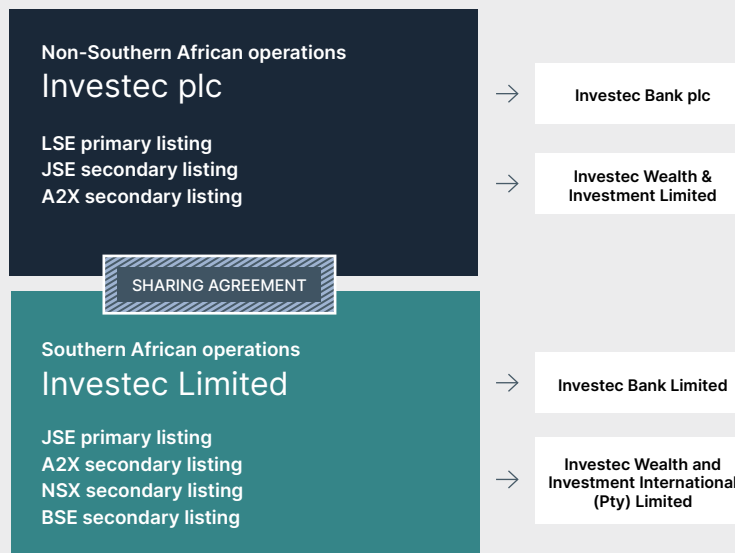 Non-Southern African operations
Investec plc
LSE primary listing
JSE secondary listing
A2X secondary listing
Investec Bank plc
Investec Wealth &
Investment Limited
SHARING AGREEMENT
Southern African operations
Investec Limited
JSE primary listing
A2X secondary listing
NSX secondary listing
BSE secondary listing
Investec Bank Limited
Investec Wealth and
Investment International
(Pty) Limited